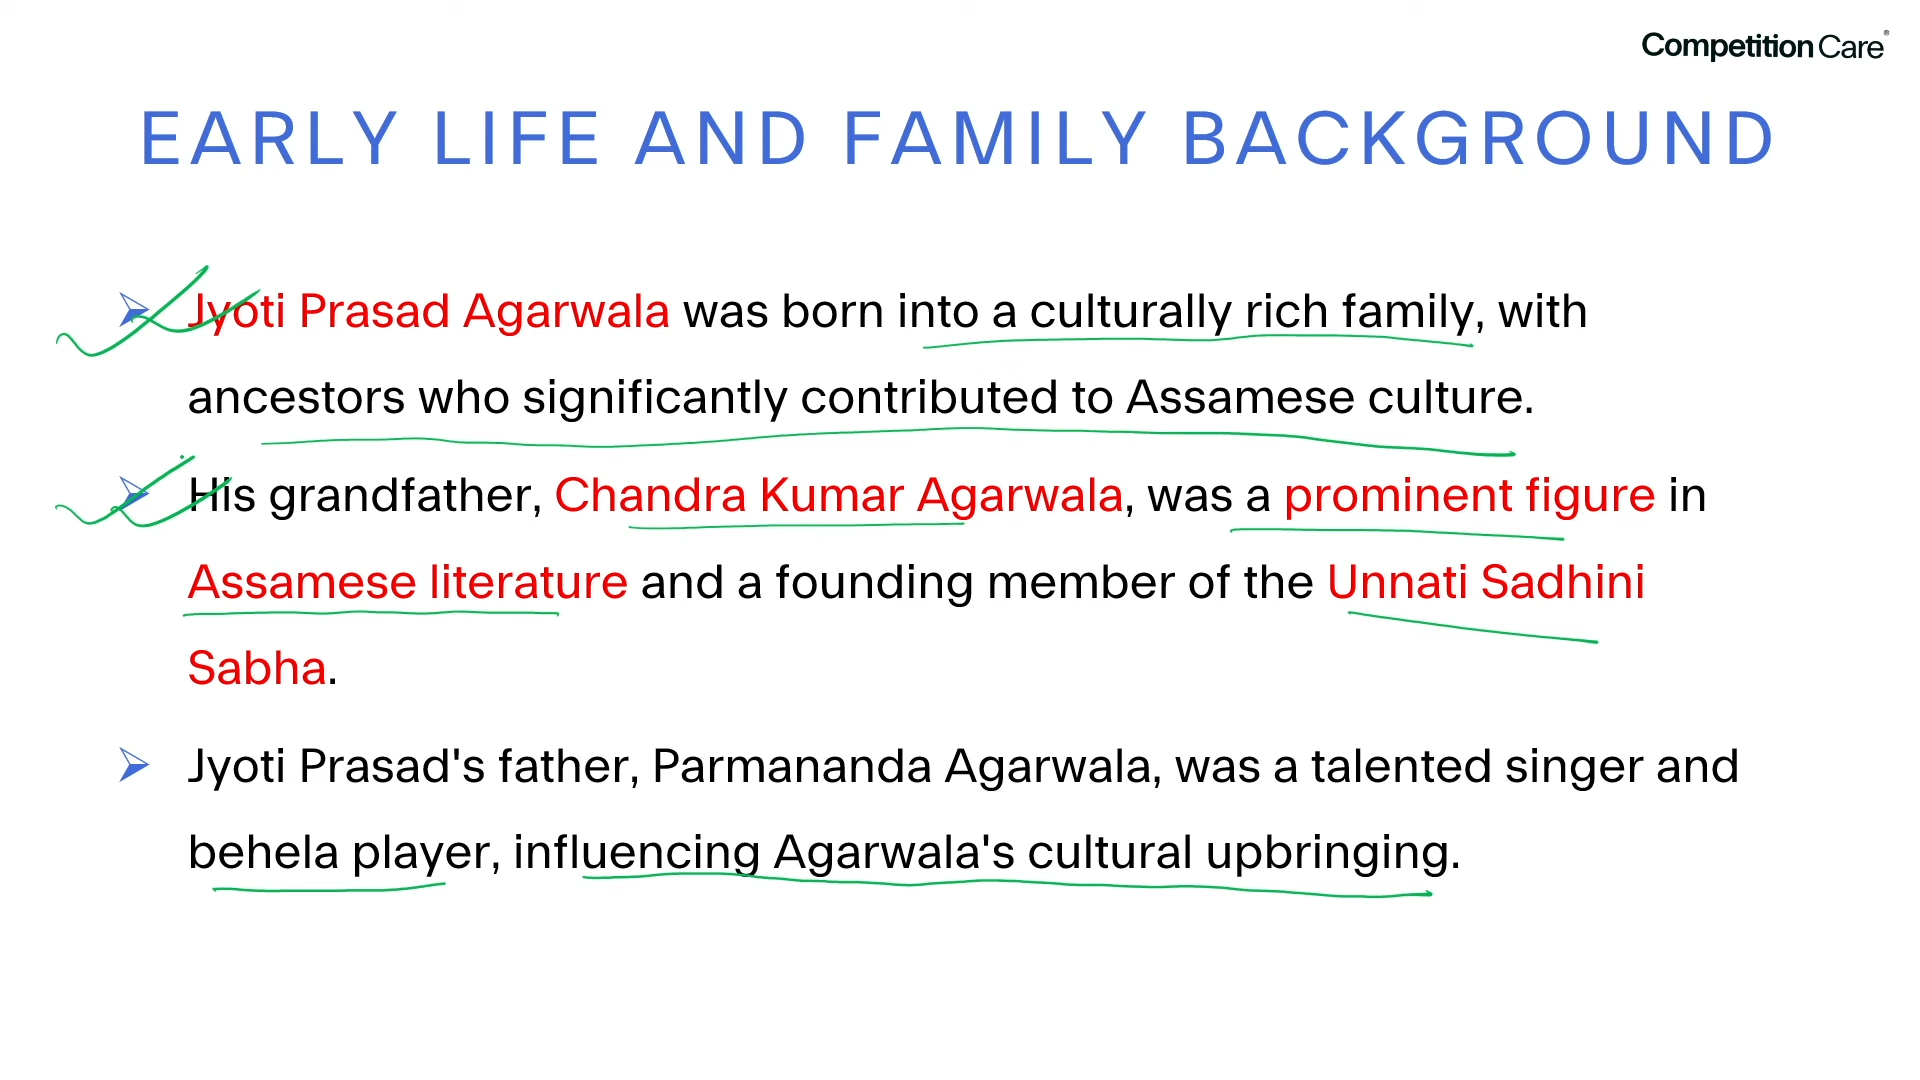 Competition Care®
EARLY LIFE AND FAMILY BACKGROUND
Jyoti Prasad Agarwala was born into a culturally rich family, with
ancestors who significantly contributed to Assamese culture.
His grandfather, Chandra Kumar Agarwala, was a prominent figure in
Assamese literature and a founding member of the Unnati Sadhini
Sabha.
Jyoti Prasad's father, Parmananda Agarwala, was a talented singer and
behela player, influencing Agarwala's cultural upbringing.